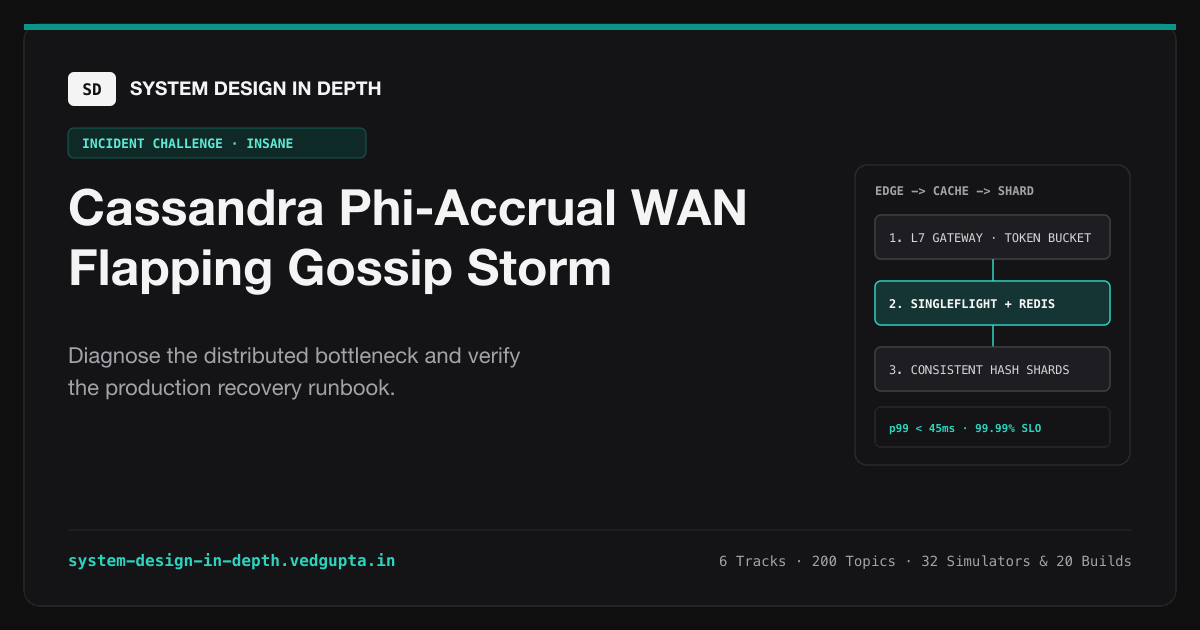 SD
SYSTEM DESIGN IN DEPTH
INCIDENT CHALLENGE · INSANE
Cassandra Phi-Accrual WAN
Flapping Gossip Storm
Diagnose the distributed bottleneck and verify
the production recovery runbook.
EDGE —> CACHE —> SHARD
1. L7 GATEWAY · TOKEN BUCKET
2. SINGLEFLIGHT + REDIS
3. CONSISTENT HASH SHARDS
p99 < 45ms · 99.99% SLO
system-design-in-depth.vedgupta.in
6 Tracks · 200 Topics · 32 Simulators & 20 Builds